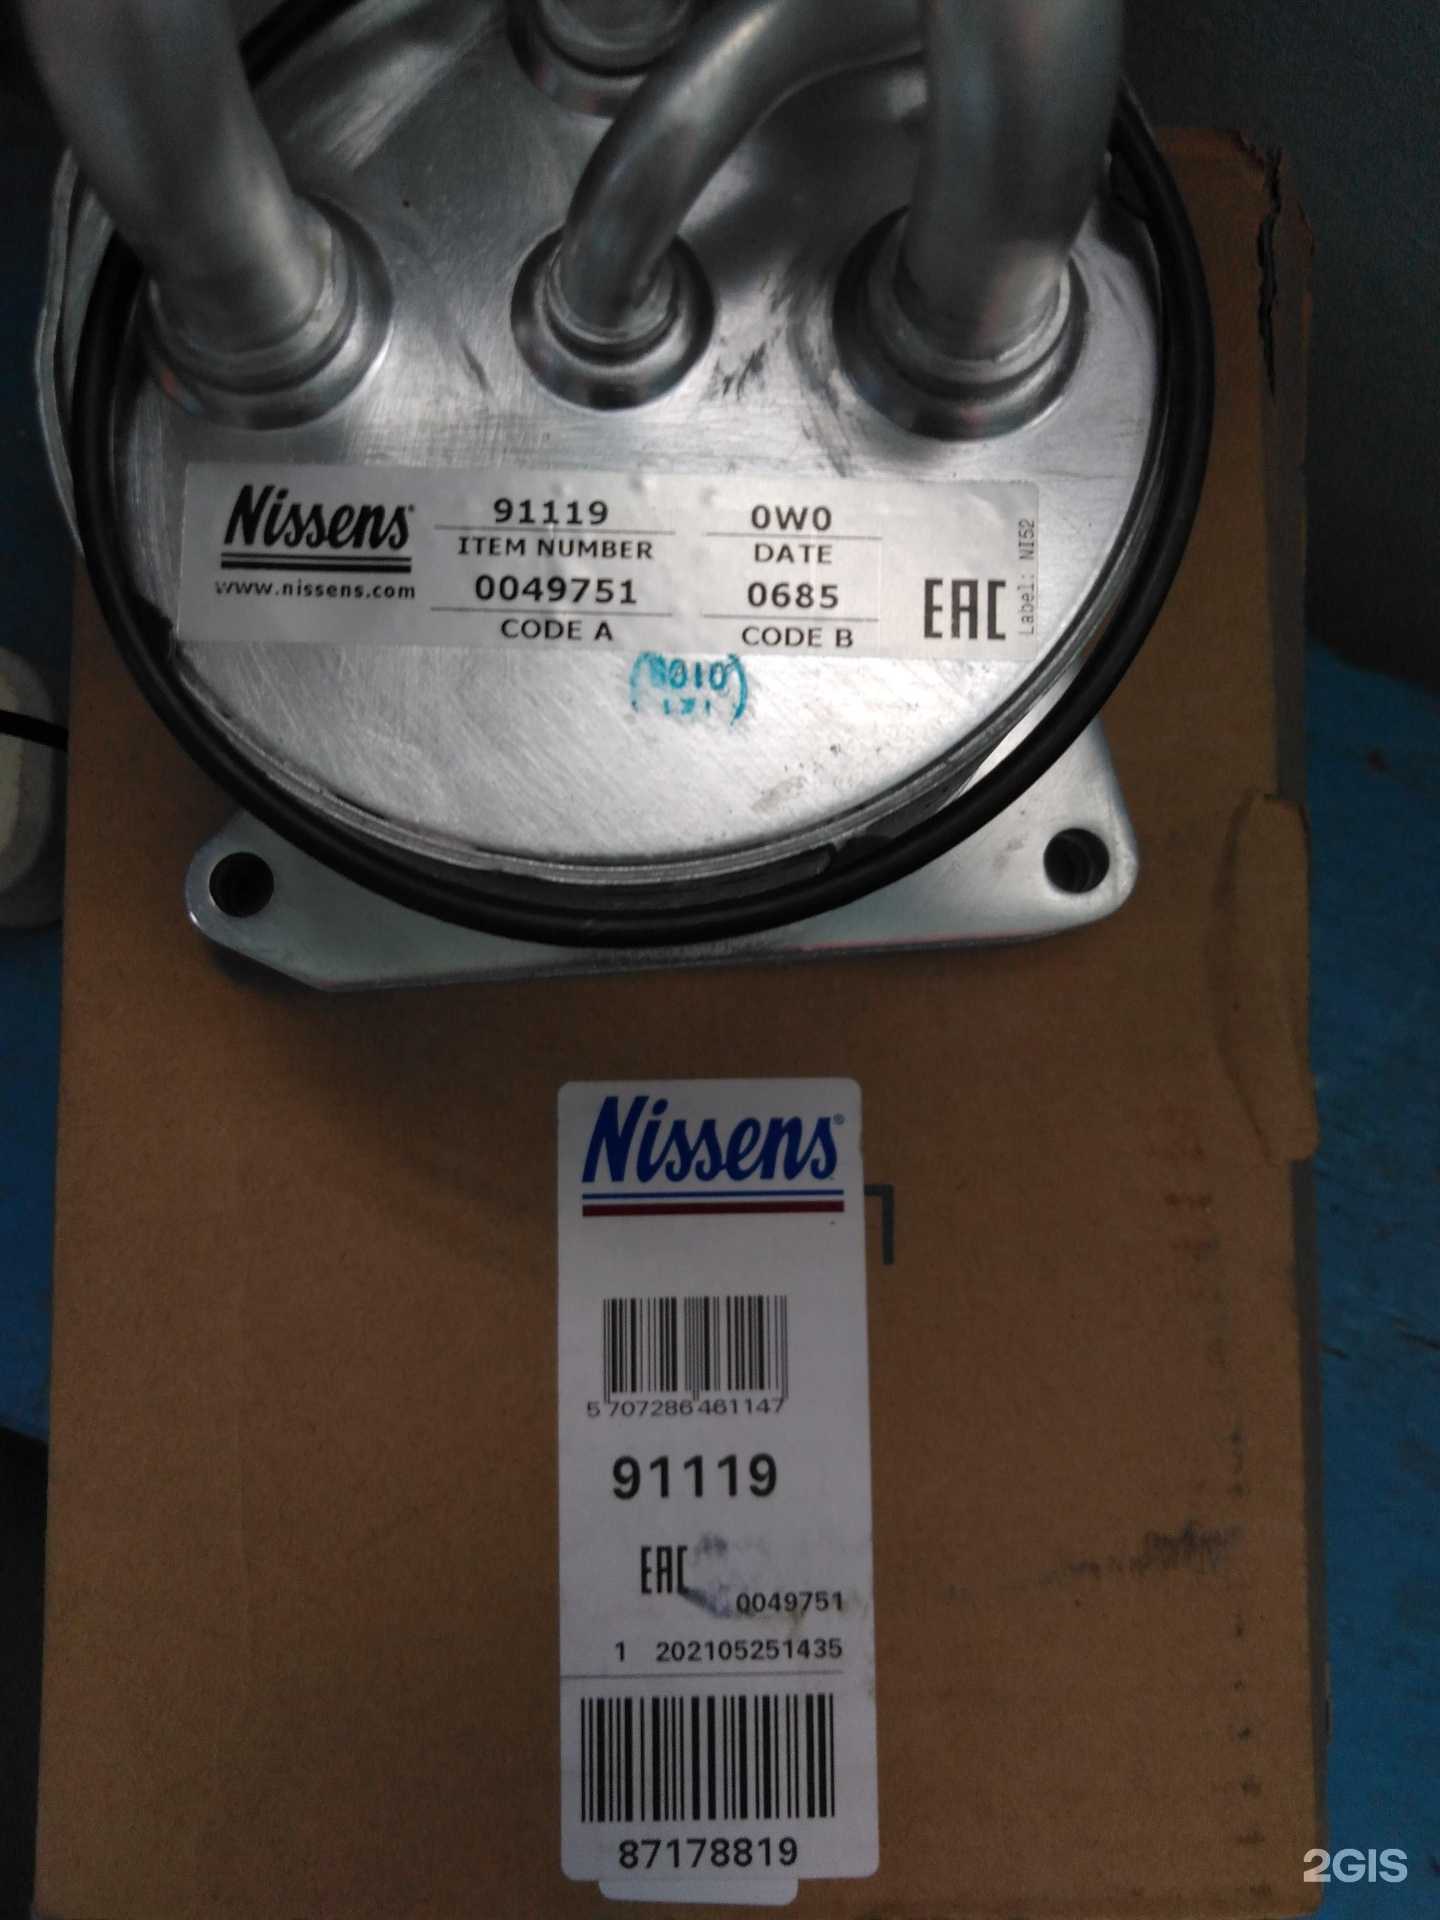 Nissens
www.nissens.com
91119
ITEM NUMBER
0049751
CODE A
0W0
DATE
0685
CODE B
EAC
Label: NI52
Nissens
5 707286 461147
91119
EAC
0049751
1 202105251435
87178819
2GIS